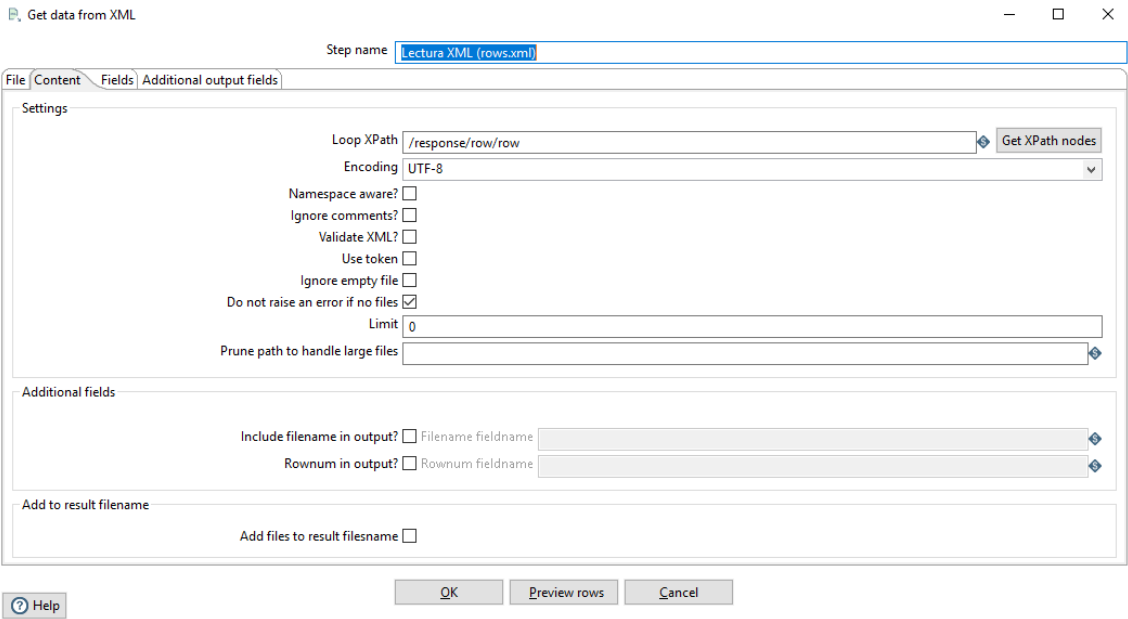 Get data from XML
Step name Lectura XML (rows.xml)
File Content Fields Additional output fields
Settings
Loop XPath /response/row/row Get XPath nodes
Encoding UTF-8
Namespace aware?
Ignore comments?
Validate XML?
Use token
Ignore empty file
Do not raise an error if no files
Limit 0
Prune path to handle large files
Additional fields
Include filename in output? Filename fieldname
Rownum in output? Rownum fieldname
Add to result filename
Add files to result filesname
OK Preview rows Cancel
Help